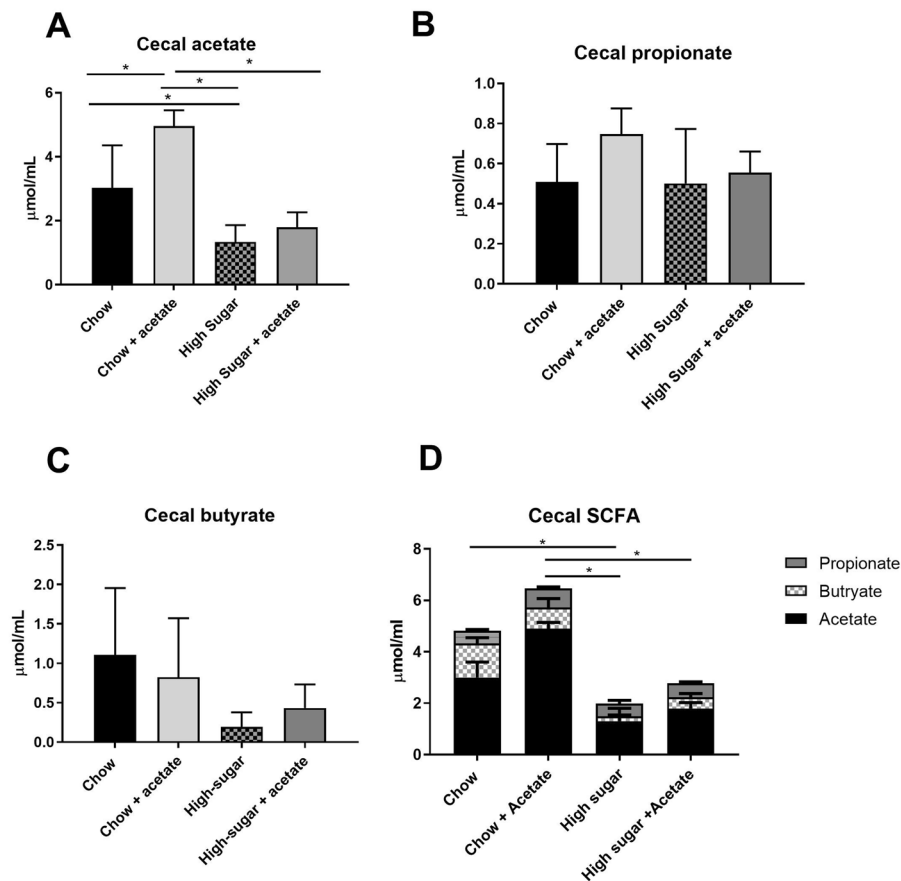 A
Cecal acetate
*
*
*
*
6
4
2
0
μmol/mL
Chow
Chow + acetate
High Sugar
High Sugar + acetate
B
Cecal propionate
1.0
0.8
0.6
0.4
0.2
0.0
μmol/mL
Chow
Chow + acetate
High Sugar
High Sugar + acetate
C
Cecal butyrate
2.5
2.0
1.5
1.0
0.5
0.0
μmol/mL
Chow
Chow + acetate
High-sugar
High-sugar + acetate
D
Cecal SCFA
*
*
*
8
6
4
2
0
μmol/ml
Chow
Chow + Acetate
High sugar
High sugar +Acetate
Propionate
Butryate
Acetate